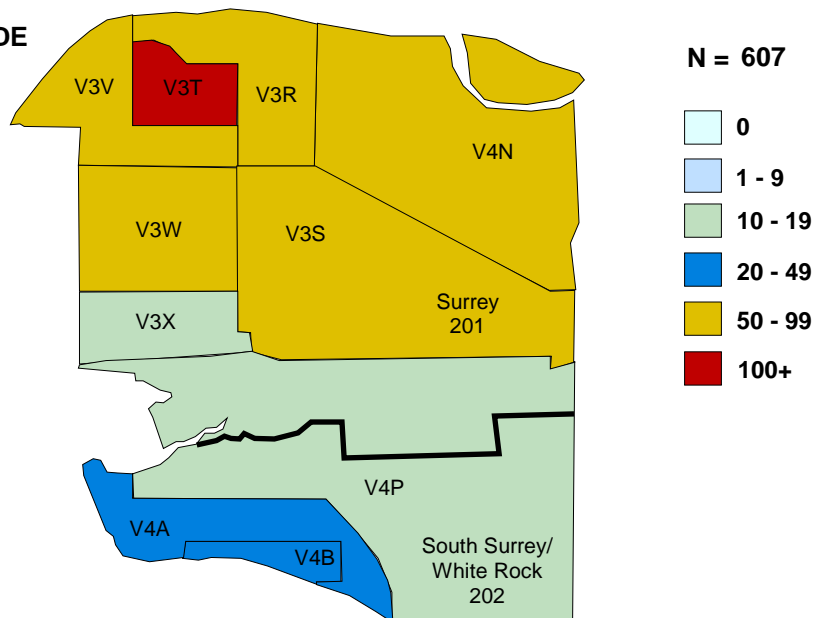 DE
N = 607
V3V
V3T
V3R
V4N
V3W
V3S
V3X
Surrey
201
V4P
V4A
V4B
South Surrey/
White Rock
202
0
1 - 9
10 - 19
20 - 49
50 - 99
100+